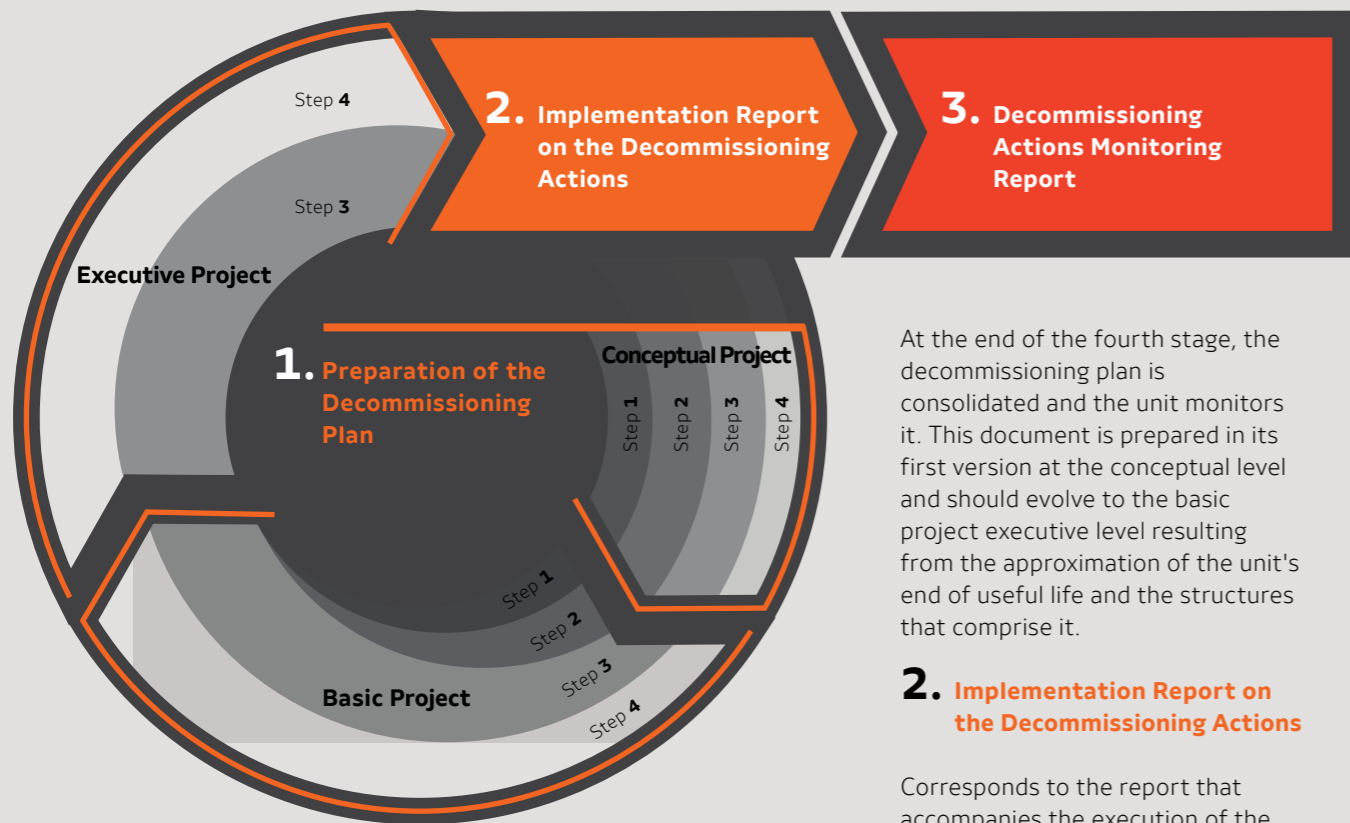 Step 4
Step 3
Executive Project
2. Implementation Report
on the Decommissioning
Actions
3. Decommissioning
Actions Monitoring
Report
1. Preparation of the
Decommissioning
Plan
Conceptual Project
Step 1
Step 2
Step 3
Step 4
Step 1
Step 2
Step 3
Step 4
Basic Project
At the end of the fourth stage, the
decommissioning plan is
consolidated and the unit monitors
it. This document is prepared in its
first version at the conceptual level
and should evolve to the basic
project executive level resulting
from the approximation of the unit's
end of useful life and the structures
that comprise it.
2. Implementation Report on
the Decommissioning Actions
Corresponds to the report that
accompanies the execution of the